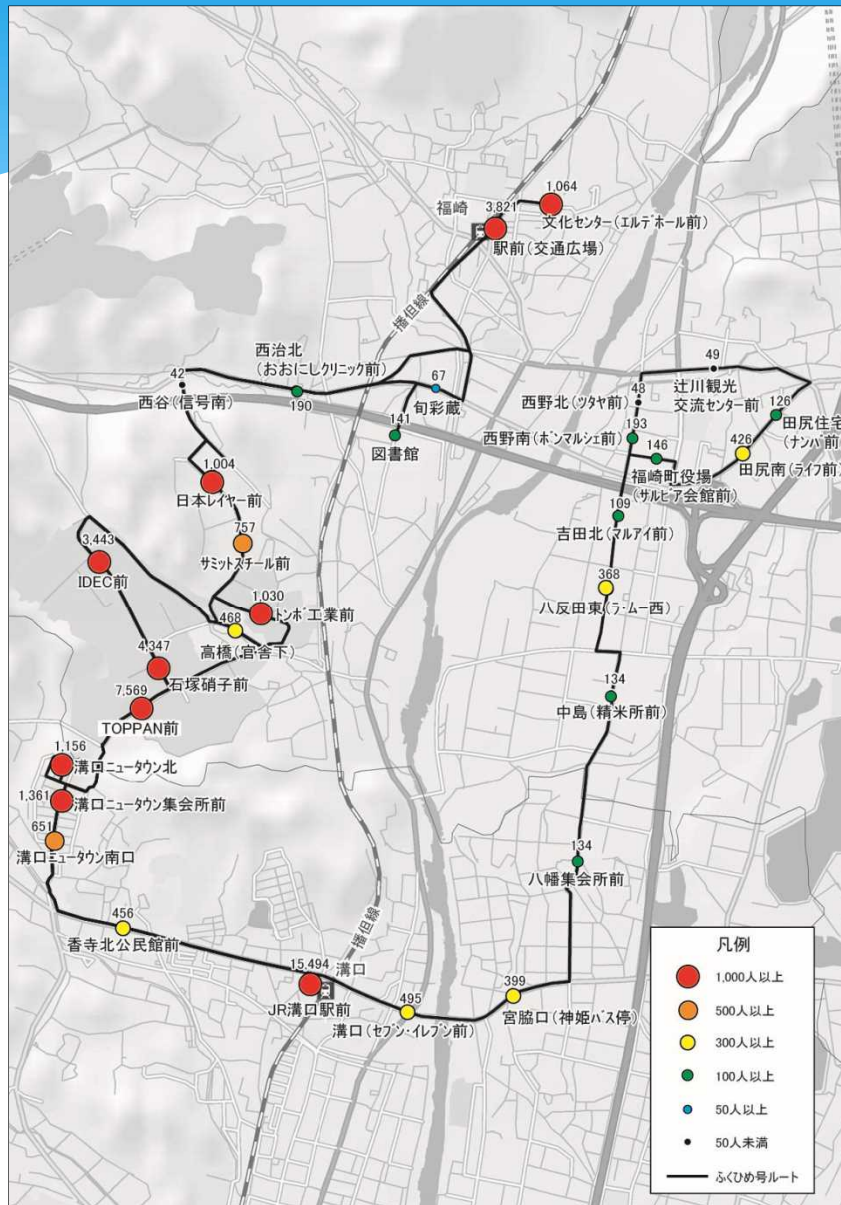 1,064
文化センター(エルデホール前)
福崎
3,821
駅前(交通広場)
播但線
西治北
(おおにしクリニック前)
190
42
西谷(信号南)
67
旬彩蔵
141
図書館
49
辻川観光
交流センター前
48
西野北(ツタヤ前)
126
田尻住宅
(ナンバ前)
193
西野南(ボンマルシェ前)
146
福崎町役場
(サルビア会館前)
426
田尻南(ライフ前)
109
吉田北(マルアイ前)
1,004
日本レイヤー前
757
サミットスチール前
3,443
IDEC前
1,030
トンボ工業前
468
高橋(官舎下)
368
八反田東(ラ・ムー西)
4,347
石塚硝子前
7,569
TOPPAN前
134
中島(精米所前)
1,156
溝口ニュータウン北
1,361
溝口ニュータウン集会所前
651
溝口ニュータウン南口
134
八幡集会所前
456
香寺北公民館前
播但線
15,494
溝口
JR溝口駅前
495
溝口(セブン・イレブン前)
399
宮脇口(神姫バス停)
凡例
1,000人以上
500人以上
300人以上
100人以上
50人以上
50人未満
ふくひめ号ルート